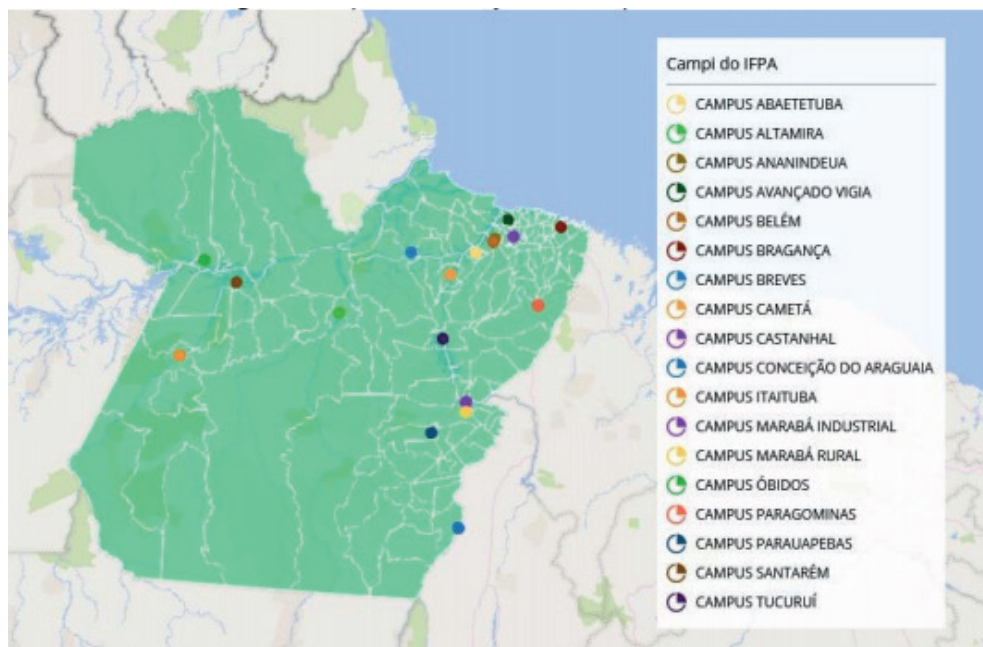 Campi do IFPA
CAMPUS ABAETETUBA
CAMPUS ALTAMIRA
CAMPUS ANANINDEUA
CAMPUS AVANÇADO VIGIA
CAMPUS BELÉM
CAMPUS BRAGANÇA
CAMPUS BREVES
CAMPUS CAMETÁ
CAMPUS CASTANHAL
CAMPUS CONCEIÇÃO DO ARAGUAIA
CAMPUS ITAITUBA
CAMPUS MARABÁ INDUSTRIAL
CAMPUS MARABÁ RURAL
CAMPUS ÓBIDOS
CAMPUS PARAGOMINAS
CAMPUS PARAUAPEBAS
CAMPUS SANTARÉM
CAMPUS TUCURUÍ